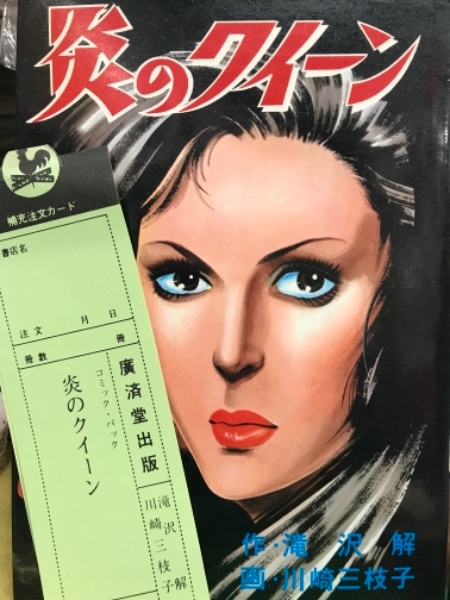 炎のクイーン
補充注文カード
書店名
注文 月 日
冊数 冊
廣済堂出版
コミック・パック
炎のクイーン
滝沢解
川崎三枝子
作・滝沢解
画・川崎三枝子